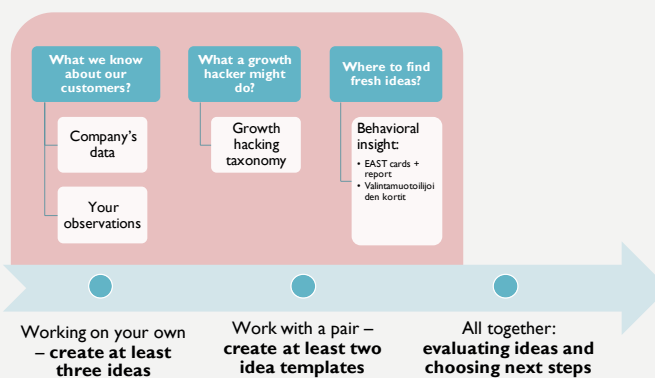 What we know
about our
customers?
What a growth
hacker might
do?
Where to find
fresh ideas?
Company's
data
Your
observations
Growth
hacking
taxonomy
Behavioral
insight:
• EAST cards +
report
• Valintamuotoilijoi
den kortit
Working on your own
– create at least
three ideas
Work with a pair –
create at least two
idea templates
All together:
evaluating ideas and
choosing next steps